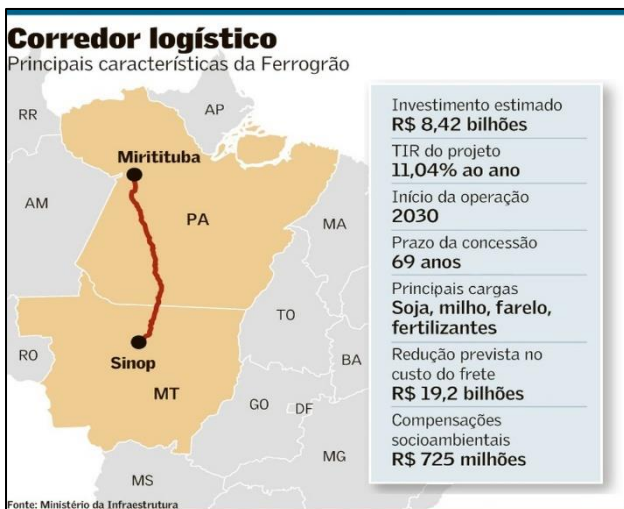 Corredor logístico
Principais características da Ferrogrão
RR
AP
Miritituba
AM
PA
MA
TO
RO
Sinop
MT
BA
GO
DF
MG
MS
Investimento estimado
R$ 8,42 bilhões
TIR do projeto
11,04% ao ano
Início da operação
2030
Prazo da concessão
69 anos
Principais cargas
Soja, milho, farelo,
fertilizantes
Redução prevista no
custo do frete
R$ 19,2 bilhões
Compensações
socioambientais
R$ 725 milhões
Fonte: Ministério da Infraestrutura